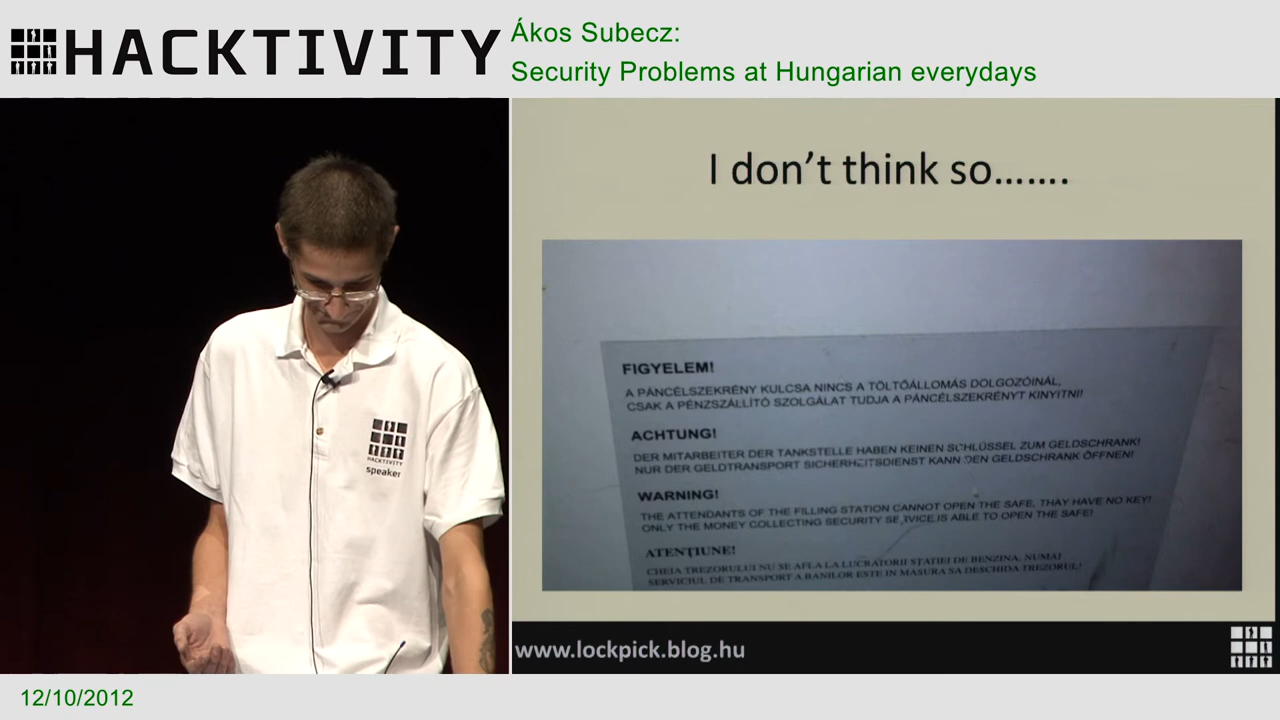 HACKTIVITY
Ákos Subecz:
Security Problems at Hungarian everydays
I don't think so.......
FIGYELEM!
A PÁNCÉLSZEKRÉNY KULCSA NINCS A TÖLTŐÁLLOMÁS DOLGOZÓINÁL,
CSAK A PÉNZSZÁLLÍTÓ SZOLGÁLAT TUDJA A PÁNCÉLSZEKRÉNYT KINYITNI!
ACHTUNG!
DER MITARBEITER DER TANKSTELLE HABEN KEINEN SCHLÜSSEL ZUM GELDSCHRANK!
NUR DER GELDTRANSPORT SICHERHEITSDIENST KANN DEN GELDSCHRANK ÖFFNEN!
WARNING!
THE ATTENDANTS OF THE FILLING STATION CANNOT OPEN THE SAFE, THAY HAVE NO KEY!
ONLY THE MONEY COLLECTING SECURITY SERVICE IS ABLE TO OPEN THE SAFE!
ATENŢIUNE!
CHEIA TREZORULUI NU SE AFLA LA LUCRATORII STAŢIEI DE BENZINA, NUMAI
SERVICIUL DE TRANSPORT A BANILOR ESTE IN MASURA SA DESCHIDA TREZORUL!
HACKTIVITY
speaker
www.lockpick.blog.hu
12/10/2012